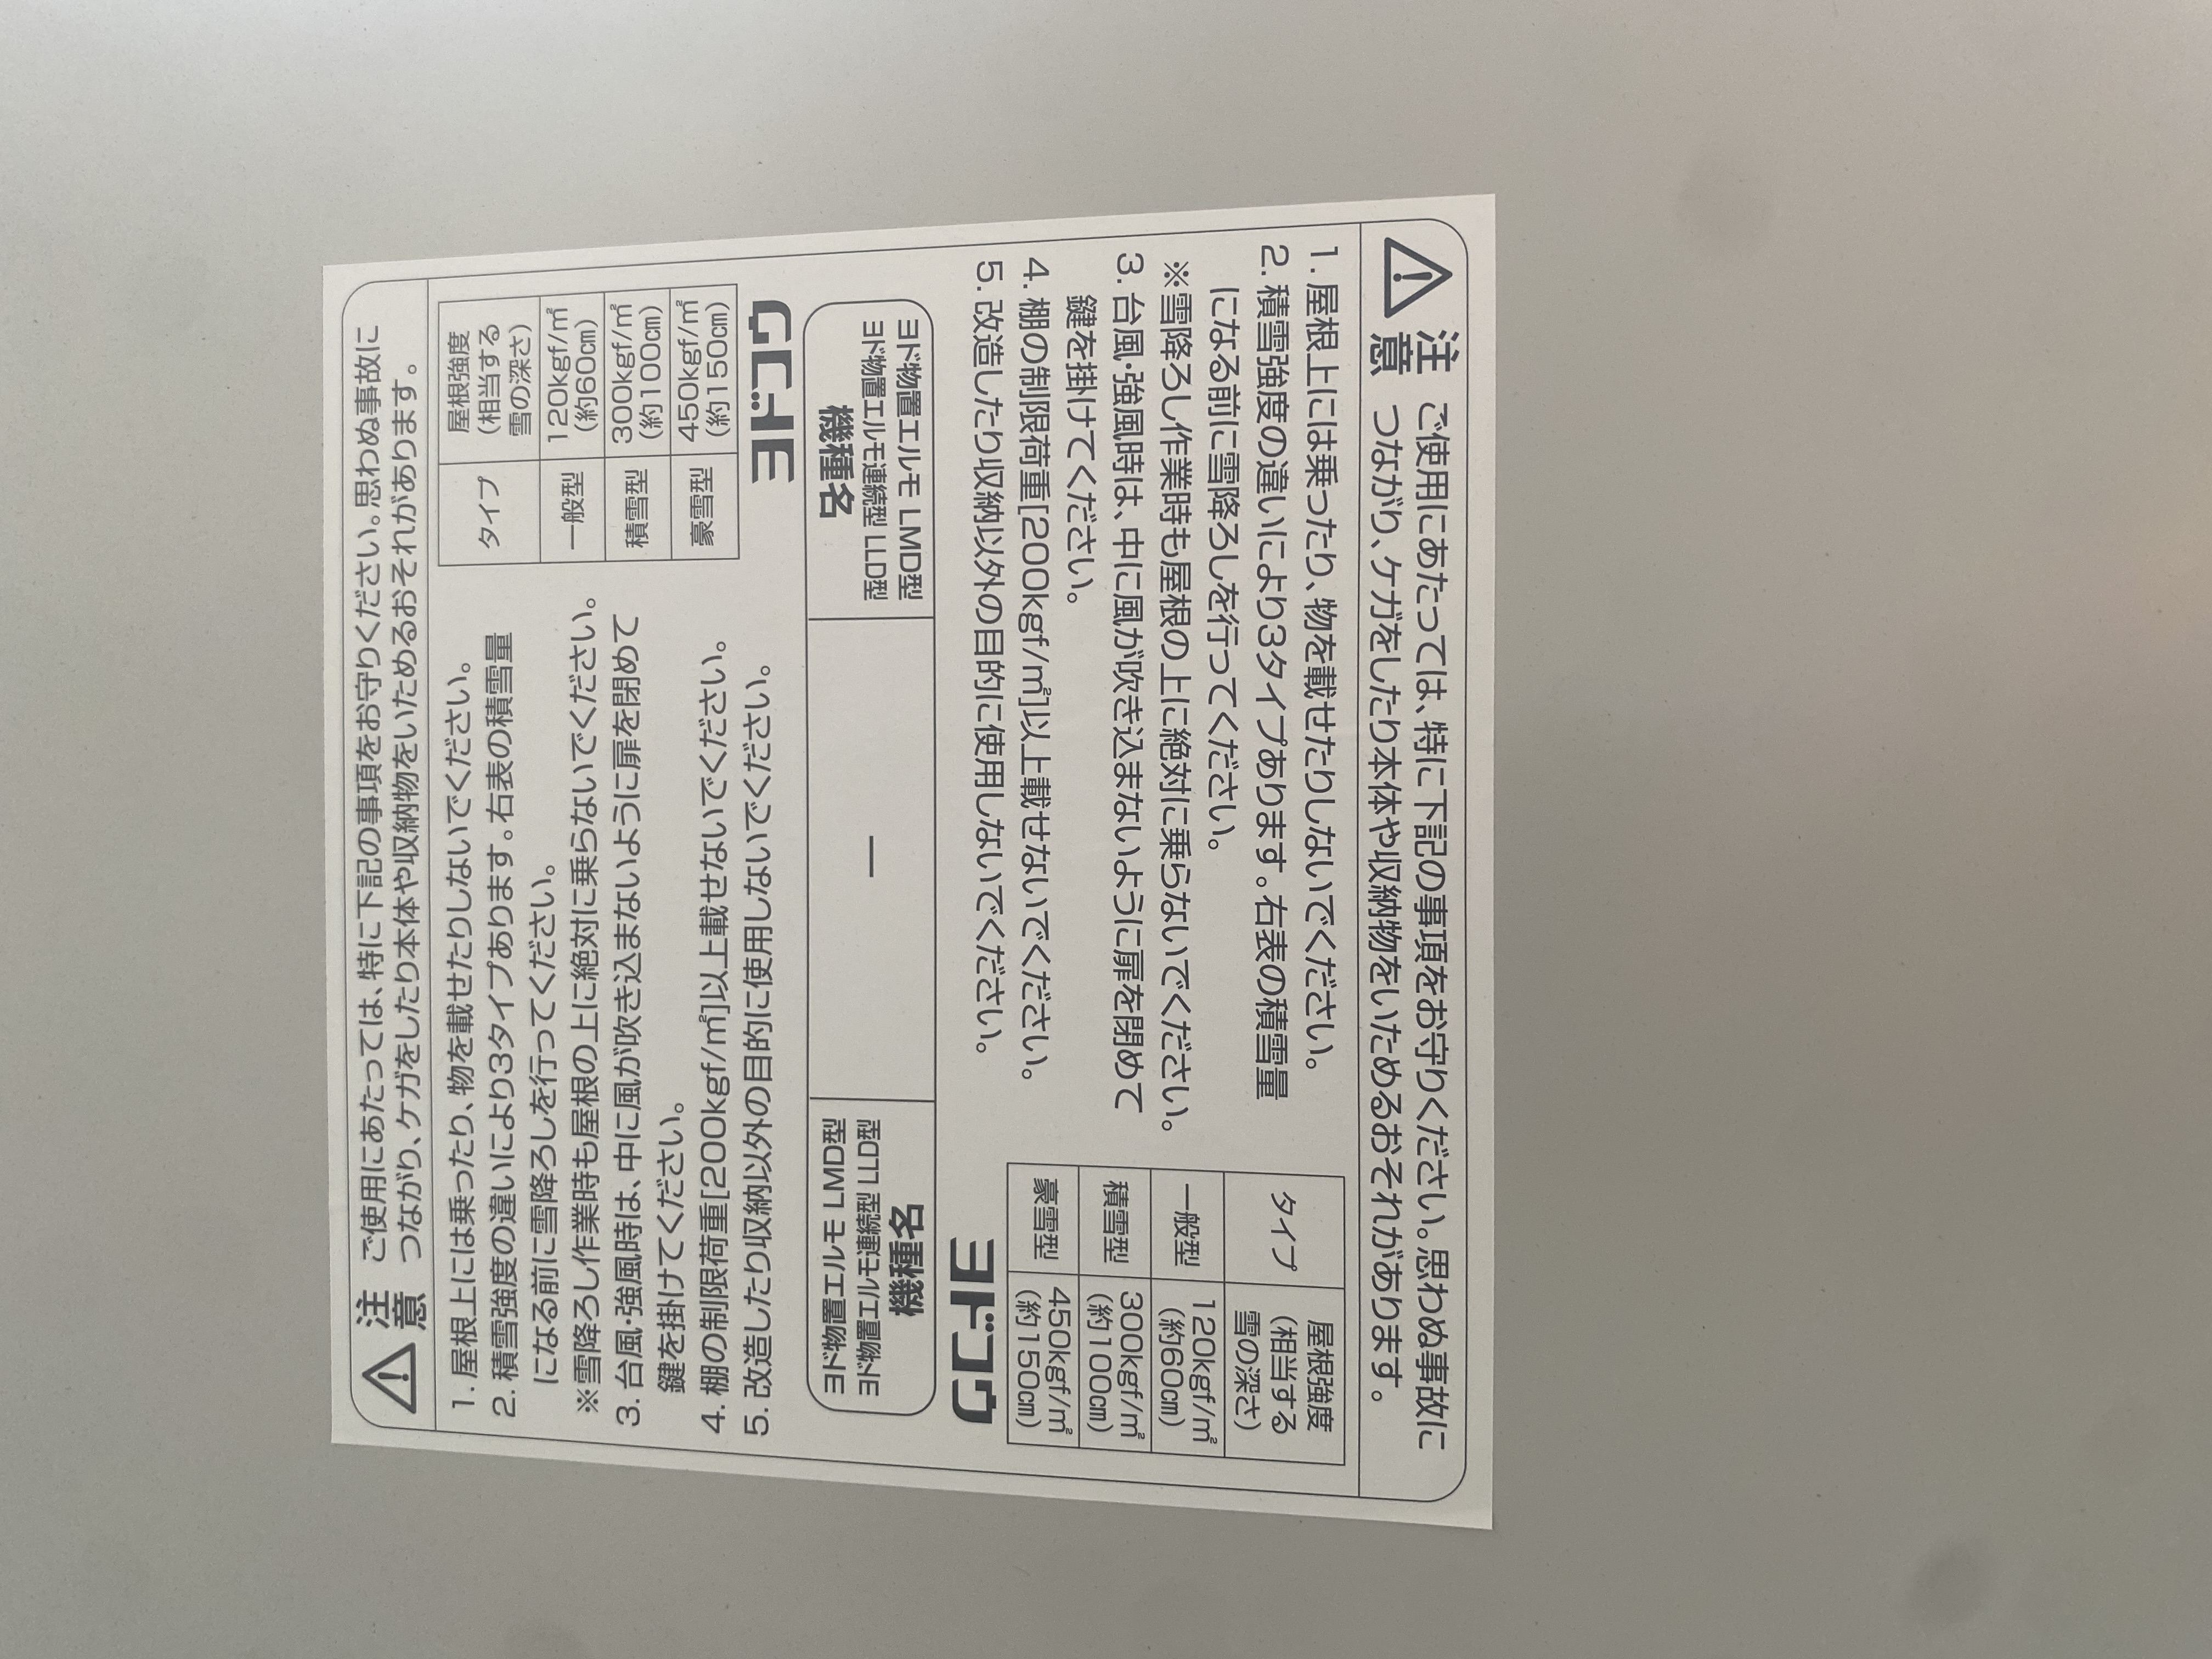 注意
ご使用にあたっては、特に下記の事項をお守りください。思わぬ事故に
つながり、ケガをしたり本体や収納物をいためるおそれがあります。
1. 屋根上には乗ったり、物を載せたりしないでください。
2. 積雪強度の違いにより3タイプあります。右表の積雪量
になる前に雪降ろしを行ってください。
※雪降ろし作業時も屋根の上に絶対に乗らないでください。
3. 台風・強風時は、中に風が吹き込まないように扉を閉めて
鍵を掛けてください。
4. 棚の制限荷重[200kgf/㎡]以上載せないでください。
5. 改造したり収納以外の目的に使用しないでください。
タイプ
屋根強度
(相当する
雪の深さ)
一般型
120kgf/㎡
(約60㎝)
積雪型
300kgf/㎡
(約100㎝)
豪雪型
450kgf/㎡
(約150㎝)
ヨドコウ
ヨド物置エルモ LMD型
ヨド物置エルモ連続型 LLD型
機種名
―
ヨド物置エルモ LMD型
ヨド物置エルモ連続型 LLD型
機種名
注意
ご使用にあたっては、特に下記の事項をお守りください。思わぬ事故に
つながり、ケガをしたり本体や収納物をいためるおそれがあります。
1. 屋根上には乗ったり、物を載せたりしないでください。
2. 積雪強度の違いにより3タイプあります。右表の積雪量
になる前に雪降ろしを行ってください。
※雪降ろし作業時も屋根の上に絶対に乗らないでください。
3. 台風・強風時は、中に風が吹き込まないように扉を閉めて
鍵を掛けてください。
4. 棚の制限荷重[200kgf/㎡]以上載せないでください。
5. 改造したり収納以外の目的に使用しないでください。
タイプ
屋根強度
(相当する
雪の深さ)
一般型
120kgf/㎡
(約60㎝)
積雪型
300kgf/㎡
(約100㎝)
豪雪型
450kgf/㎡
(約150㎝)
ヨドコウ